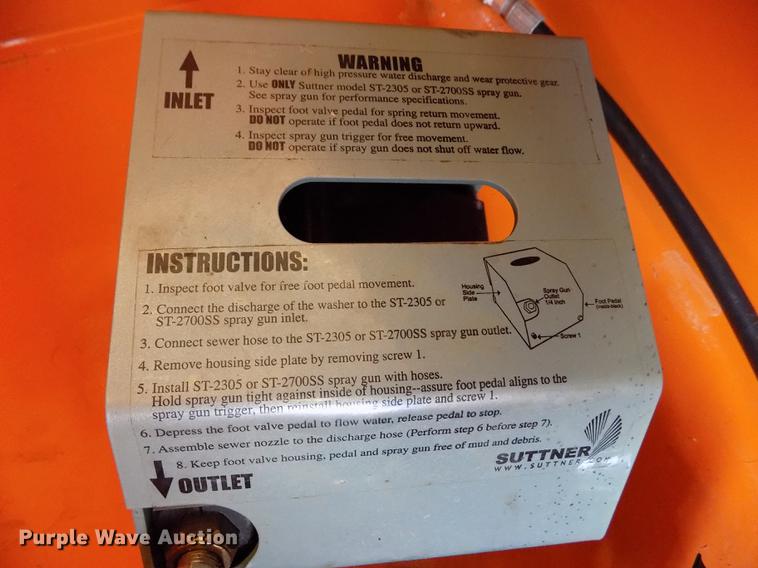 WARNING
INLET
1. Stay clear of high pressure water discharge and wear protective gear.
2. Use ONLY Suttner model ST-2305 or ST-2700SS spray gun.
See spray gun for performance specifications.
3. Inspect foot valve pedal for spring return movement.
DO NOT operate if foot pedal does not return upward.
4. Inspect spray gun trigger for free movement.
DO NOT operate if spray gun does not shut off water flow.
INSTRUCTIONS:
1. Inspect foot valve for free foot pedal movement.
2. Connect the discharge of the washer to the ST-2305 or
ST-2700SS spray gun inlet.
3. Connect sewer hose to the ST-2305 or ST-2700SS spray gun outlet.
4. Remove housing side plate by removing screw 1.
5. Install ST-2305 or ST-2700SS spray gun with hoses.
Hold spray gun tight against inside of housing--assure foot pedal aligns to the
spray gun trigger, then reinstall housing side plate and screw 1.
6. Depress the foot valve pedal to flow water, release pedal to stop.
7. Assemble sewer nozzle to the discharge hose (Perform step 6 before step 7).
8. Keep foot valve housing, pedal and spray gun free of mud and debris.
OUTLET
Housing
Side
Plate
Spray Gun
Outlet
1/4 inch
Foot Pedal
(inside-black)
Screw 1
SUTTNER
WWW.SUTTNER.COM
Purple Wave Auction